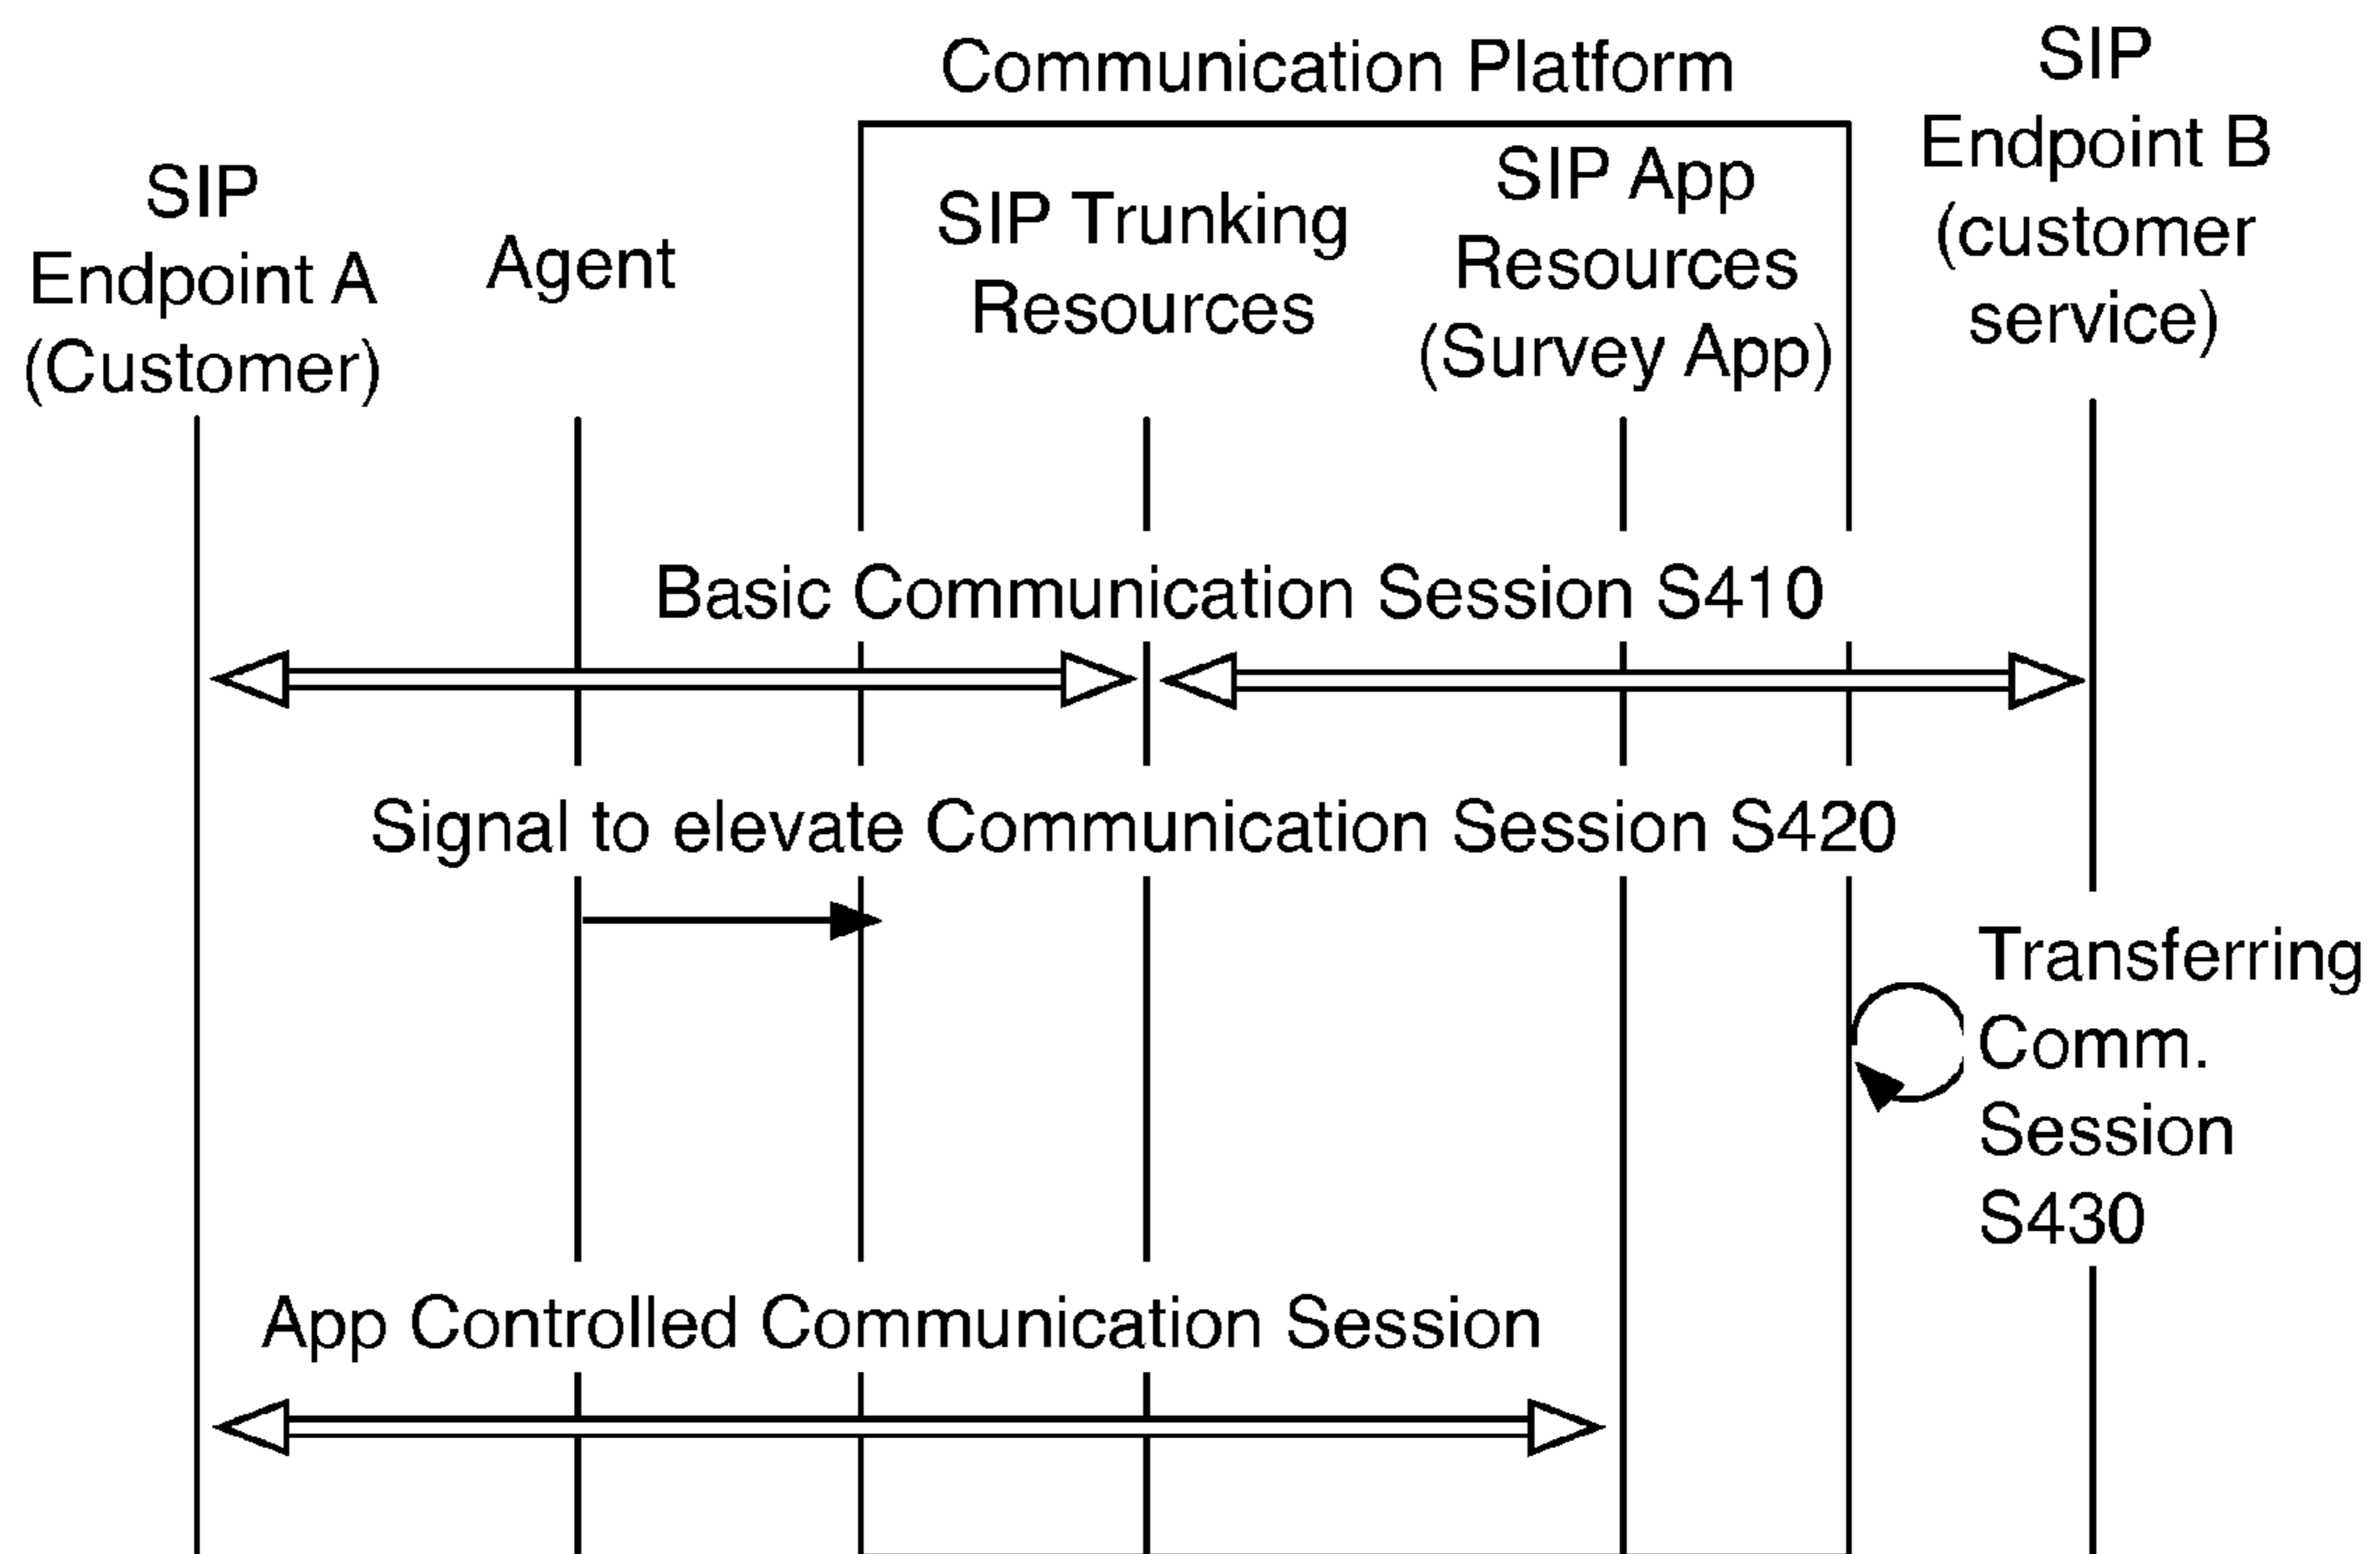 Communication Platform
SIP
Endpoint A
(Customer)
Agent
SIP Trunking
Resources
SIP App
Resources
(Survey App)
SIP
Endpoint B
(customer
service)
Basic Communication Session S410
Signal to elevate Communication Session S420
Transferring
Comm.
Session
S430
App Controlled Communication Session